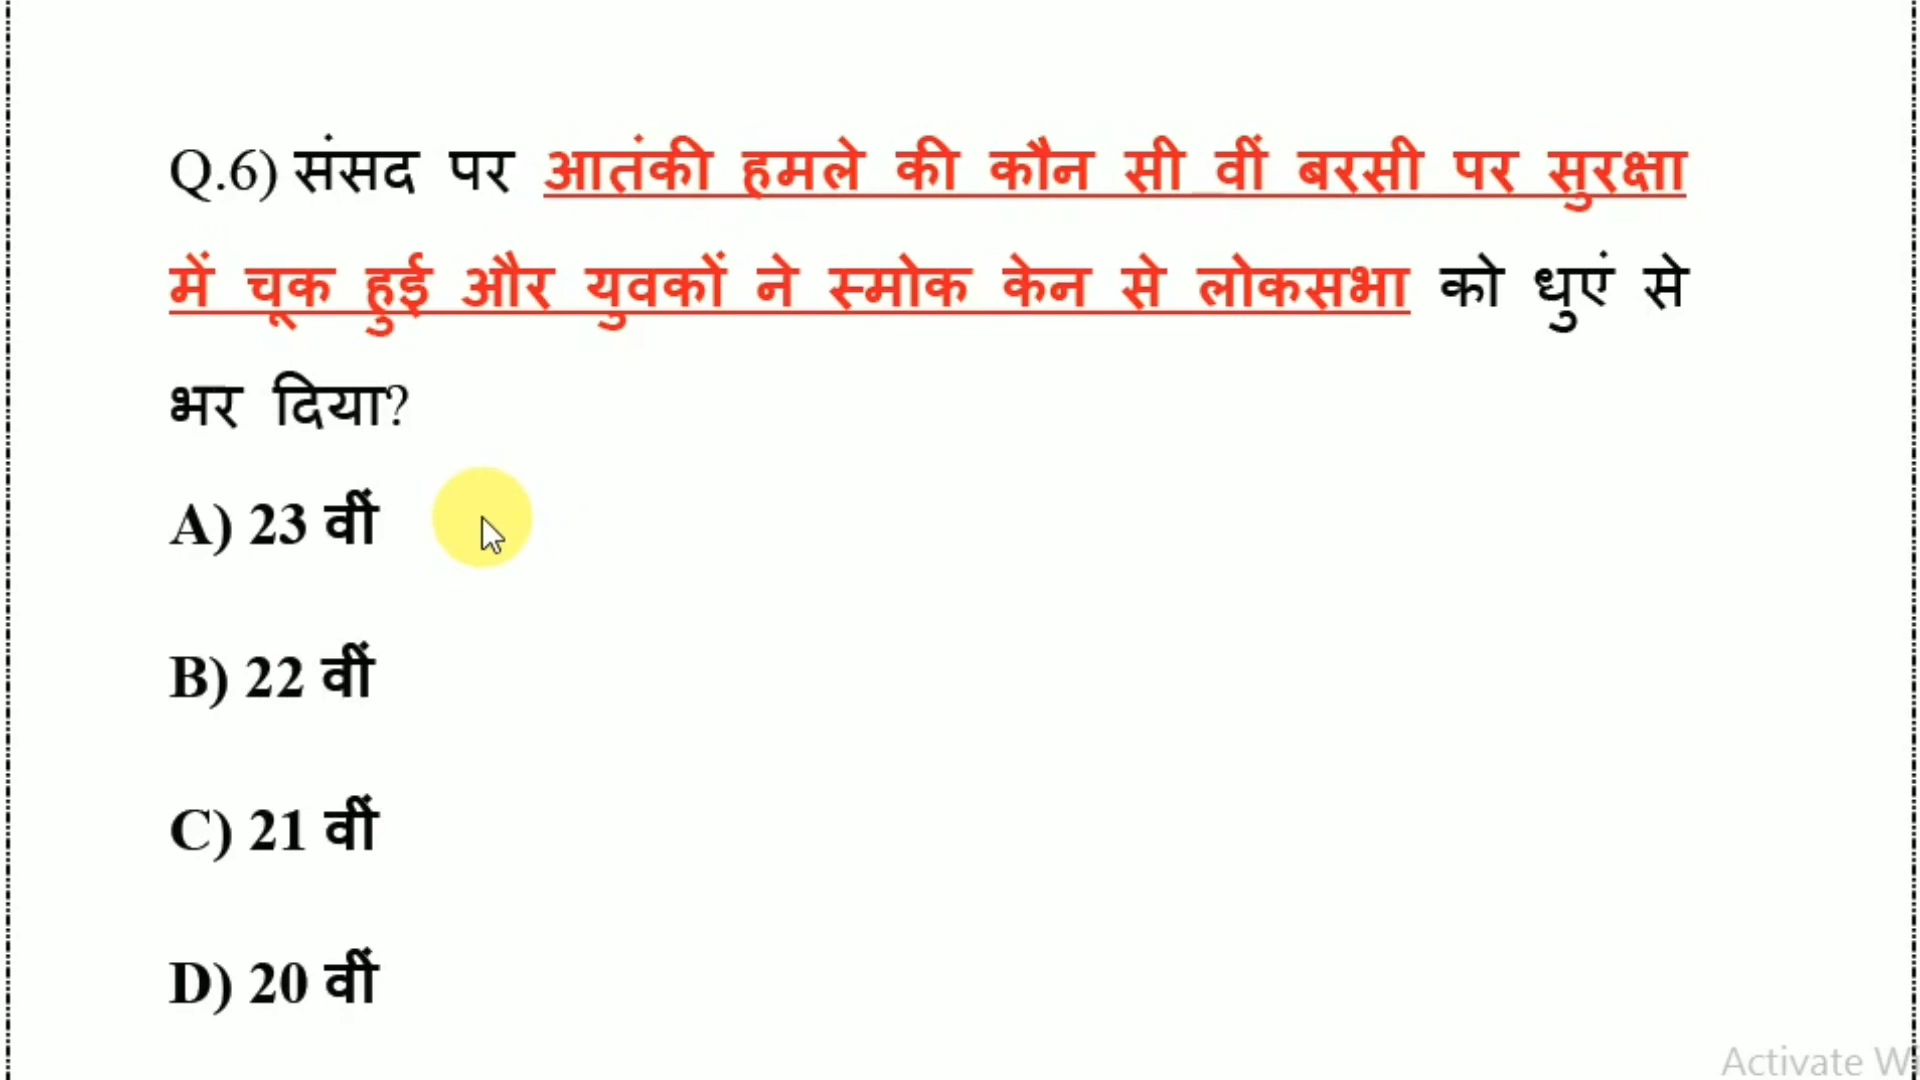 Q.6) संसद पर आतंकी हमले की कौन सी वीं बरसी पर सुरक्षा
में चूक हुई और युवकों ने स्मोक केन से लोकसभा को धुएं से
भर दिया?
A) 23 वीं
B) 22 वीं
C) 21 वीं
D) 20 वीं
Activate W